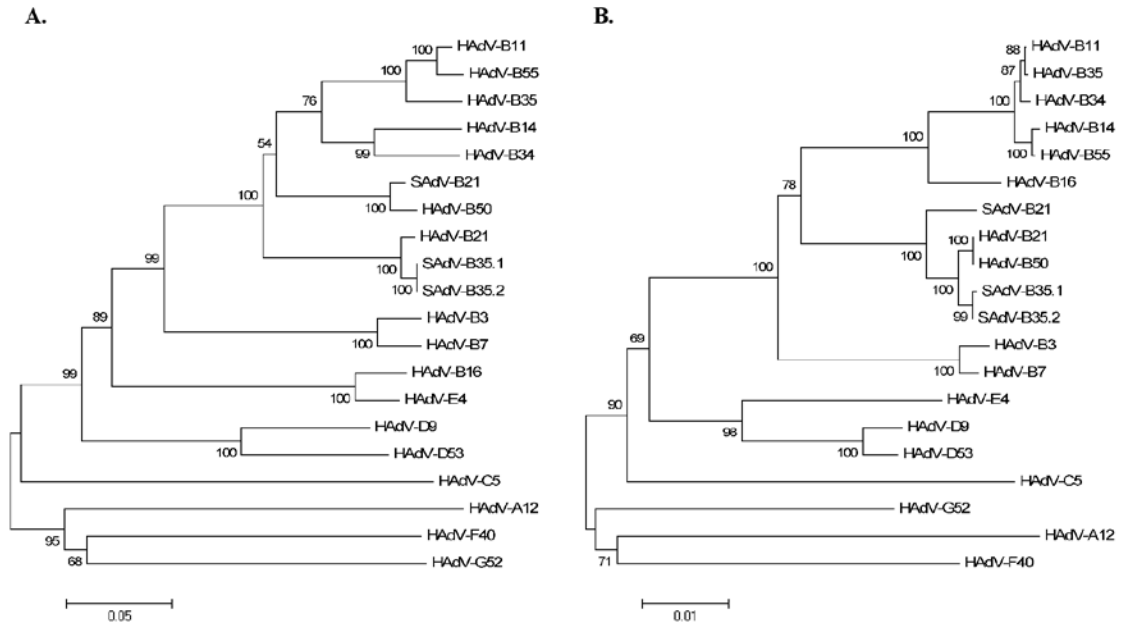 A.
100
HAdV-B11
HAdV-B55
100
HAdV-B35
76
HAdV-B14
99
HAdV-B34
54
SAdV-B21
100
HAdV-B50
100
HAdV-B21
SAdV-B35.1
100
100
SAdV-B35.2
99
HAdV-B3
100
HAdV-B7
89
HAdV-B16
100
HAdV-E4
99
HAdV-D9
100
HAdV-D53
HAdV-C5
HAdV-A12
95
HAdV-F40
68
HAdV-G52
0.05
B.
88
HAdV-B11
87
HAdV-B35
HAdV-B34
100
HAdV-B14
100
HAdV-B55
100
HAdV-B16
78
SAdV-B21
100
HAdV-B21
100
HAdV-B50
100
SAdV-B35.1
99
SAdV-B35.2
100
HAdV-B3
100
HAdV-B7
69
HAdV-E4
98
HAdV-D9
100
HAdV-D53
90
HAdV-C5
HAdV-G52
HAdV-A12
71
HAdV-F40
0.01